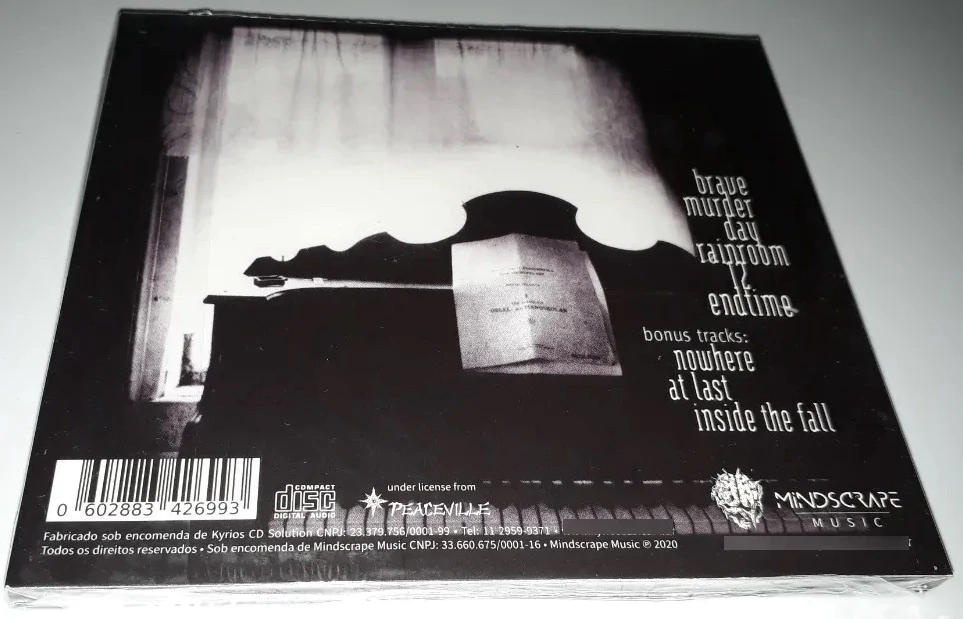 brave
murder
day
rainroom
12
endtime
bonus tracks:
nowhere
at last
inside the fall
0 602883 426993
COMPACT
disc
DIGITAL AUDIO
under license from
PEACEVILLE
MINDSCRAPE
MUSIC
Fabricado sob encomenda de Kyrios CD Solution CNPJ: 23.379.756/0001-99 • Tel: 11 2959-9371 •
Todos os direitos reservados • Sob encomenda de Mindscrape Music CNPJ: 33.660.675/0001-16 • Mindscrape Music ℗ 2020